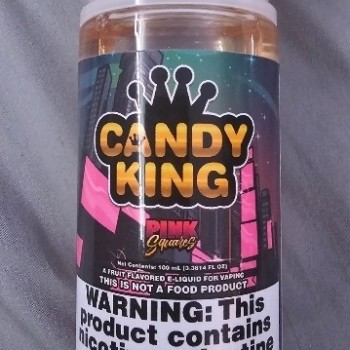 CANDY
KING
PINK
Squares
Net Contents: 100 mL [3.3814 FL OZ]
A FRUIT FLAVORED E-LIQUID FOR VAPING
THIS IS NOT A FOOD PRODUCT
WARNING: This
product contains